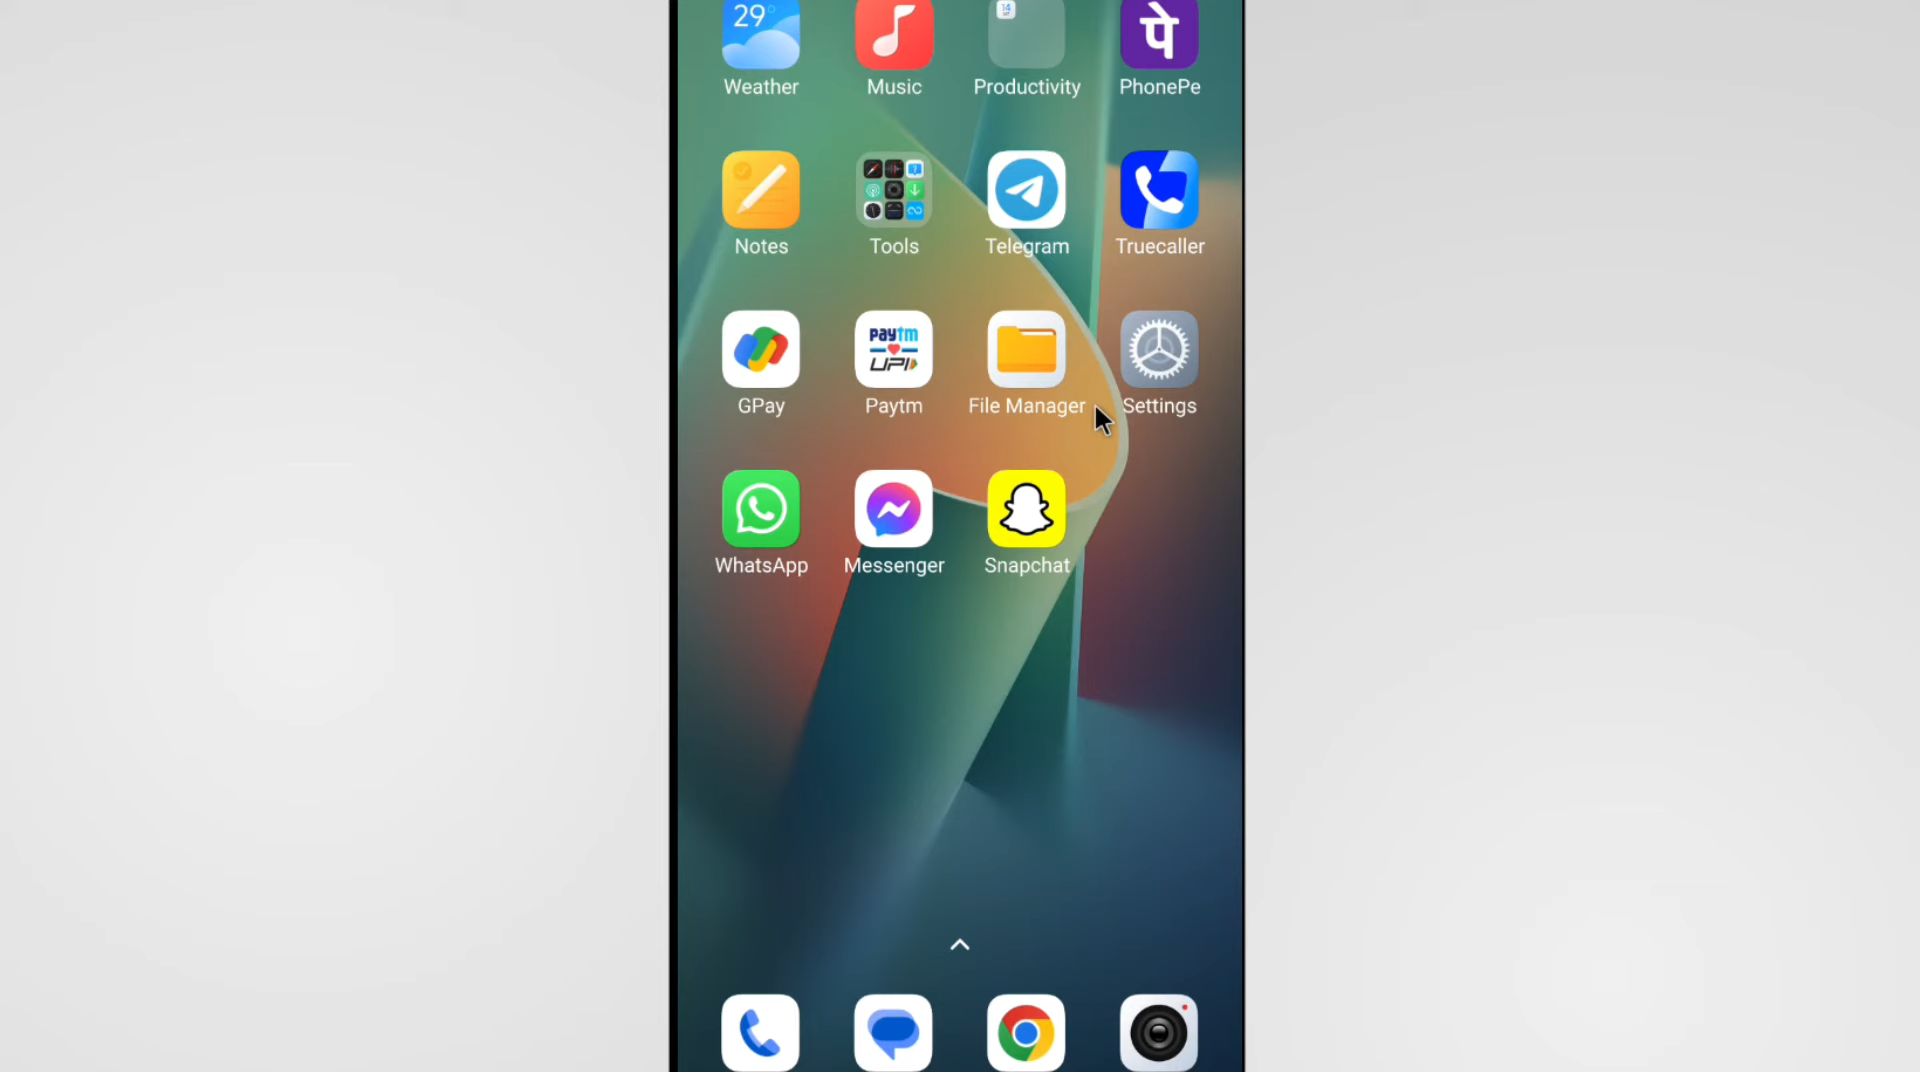 29°
पे
Weather
Music
Productivity
PhonePe
Notes
Tools
Telegram
Truecaller
paytm
UPI
GPay
Paytm
File Manager
Settings
WhatsApp
Messenger
Snapchat